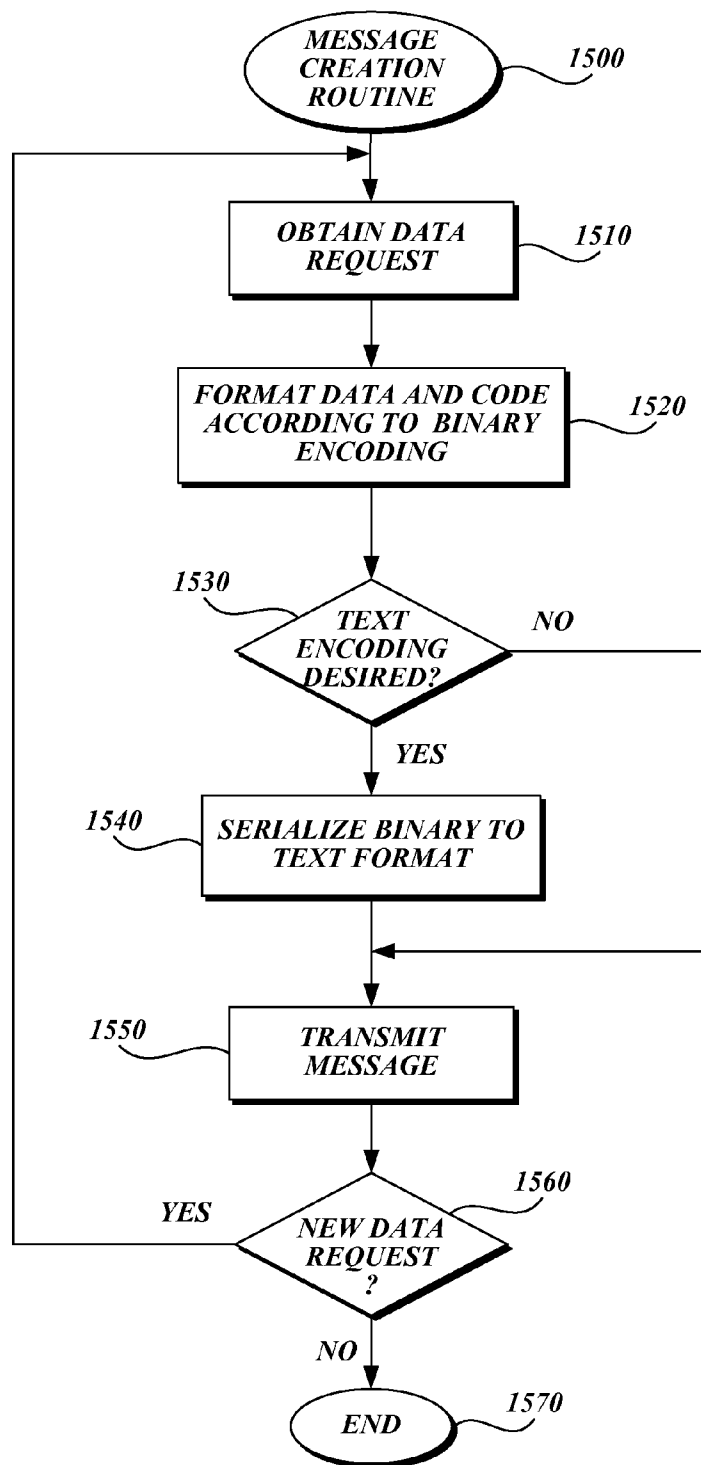 MESSAGE
CREATION
ROUTINE
1500
OBTAIN DATA
REQUEST
1510
FORMAT DATA AND CODE
ACCORDING TO BINARY
ENCODING
1520
1530
TEXT
ENCODING
DESIRED?
NO
YES
1540
SERIALIZE BINARY TO
TEXT FORMAT
1550
TRANSMIT
MESSAGE
1560
YES
NEW DATA
REQUEST
?
NO
END
1570